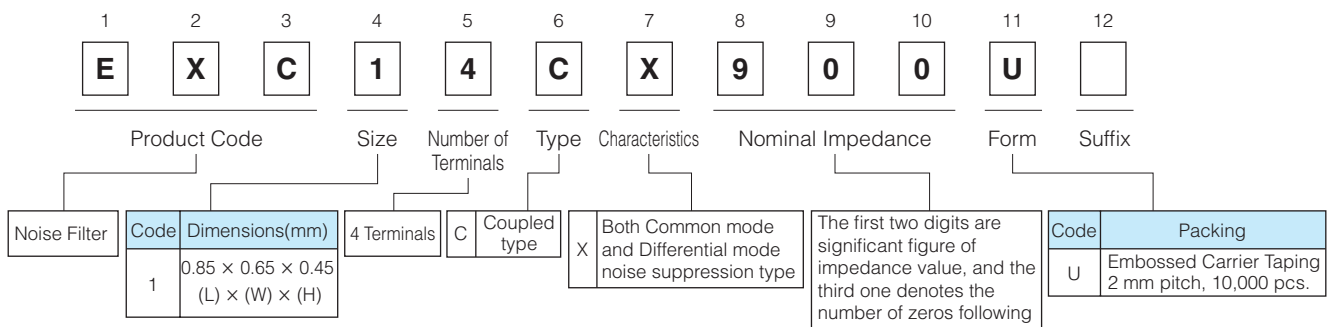 1 2 3 4 5 6 7 8 9 10 11 12
E X C 1 4 C X 9 0 0 U
Product Code Size Number of Terminals Type Characteristics Nominal Impedance Form Suffix
Noise Filter
Code Dimensions(mm)
1 0.85 × 0.65 × 0.45
(L) × (W) × (H)
4 Terminals
C Coupled
type
X Both Common mode
and Differential mode
noise suppression type
The first two digits are
significant figure of
impedance value, and the
third one denotes the
number of zeros following
Code Packing
U Embossed Carrier Taping
2 mm pitch, 10,000 pcs.